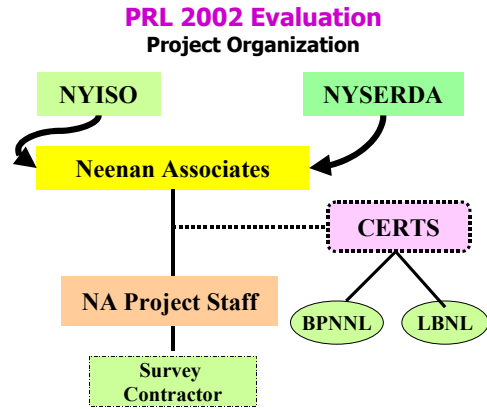 PRL 2002 Evaluation
Project Organization
NYISO
NYSERDA
Neenan Associates
CERTS
NA Project Staff
BPNNL
LBNL
Survey
Contractor